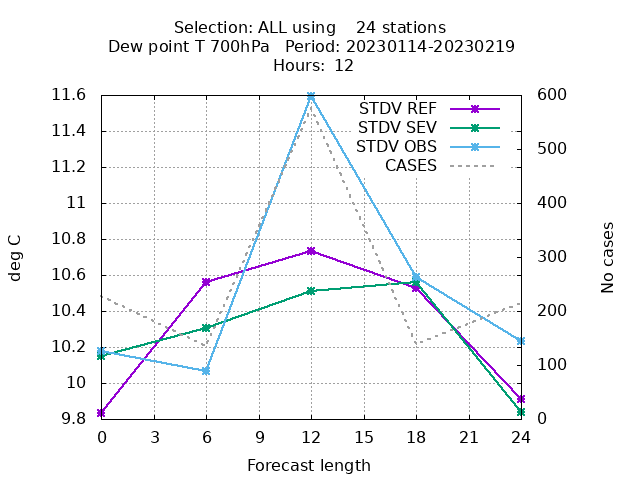 Selection: ALL using    24 stations
Dew point T 700hPa   Period: 20230114-20230219
Hours:  12
11.6
11.4
11.2
11
10.8
10.6
10.4
10.2
10
9.8
600
500
400
300
200
100
0
STDV REF
STDV SEV
STDV OBS
CASES
deg C
No cases
0 3 6 9 12 15 18 21 24
Forecast length